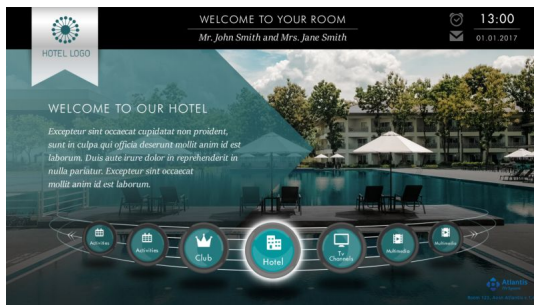 HOTEL LOGO
WELCOME TO YOUR ROOM
Mr. John Smith and Mrs. Jane Smith
13:00
01.01.2017
WELCOME TO OUR HOTEL
Excepteur sint occaecat cupidatat non proident,
sunt in culpa qui officia deserunt mollit anim id est
laborum. Duis aute irure dolor in reprehenderit in
nulla pariatur. Excepteur sint occaecat
mollit anim id est laborum.
Activities
Activities
Club
Hotel
Tv
Channels
Multimedia
Multimedia
Atlantis